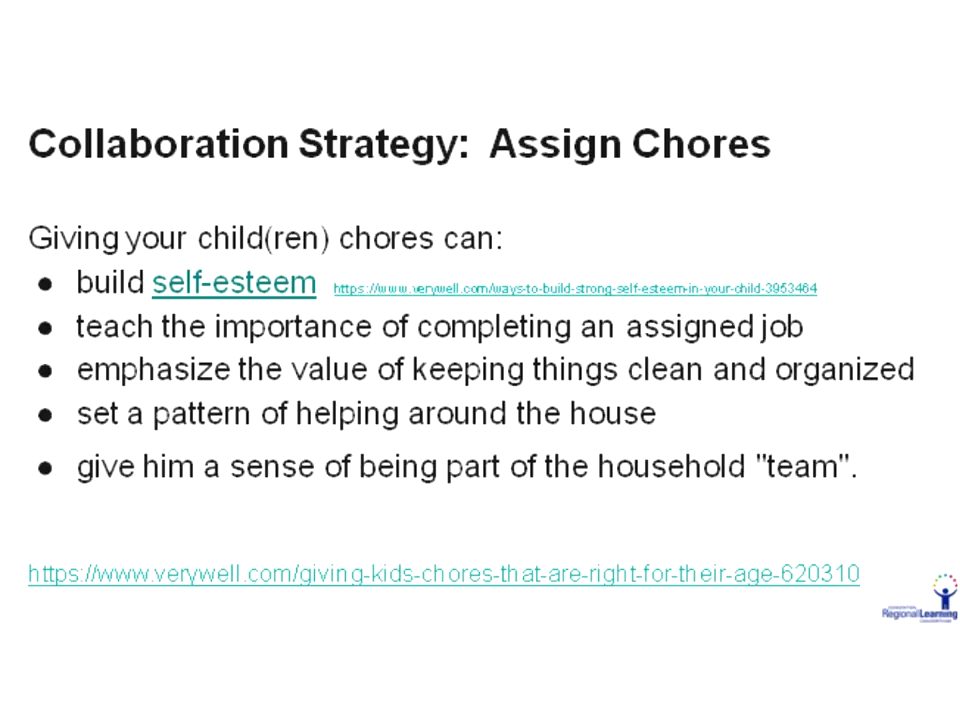 Collaboration Strategy: Assign Chores
Giving your child(ren) chores can:
● build self-esteem https://www.verywell.com/ways-to-build-strong-self-esteem-in-your-child-3953464
● teach the importance of completing an assigned job
● emphasize the value of keeping things clean and organized
● set a pattern of helping around the house
● give him a sense of being part of the household "team".
https://www.verywell.com/giving-kids-chores-that-are-right-for-their-age-620310
Regional Learning